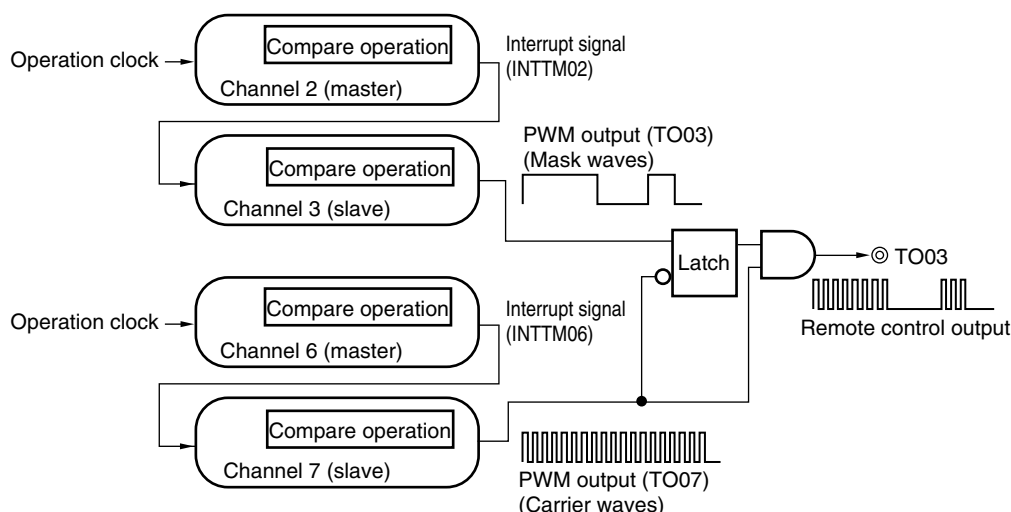 Compare operation
Operation clock
Channel 2 (master)
Interrupt signal
(INTTM02)
Compare operation
Channel 3 (slave)
PWM output (TO03)
(Mask waves)
Latch
TO03
Remote control output
Compare operation
Operation clock
Channel 6 (master)
Interrupt signal
(INTTM06)
Compare operation
Channel 7 (slave)
PWM output (TO07)
(Carrier waves)